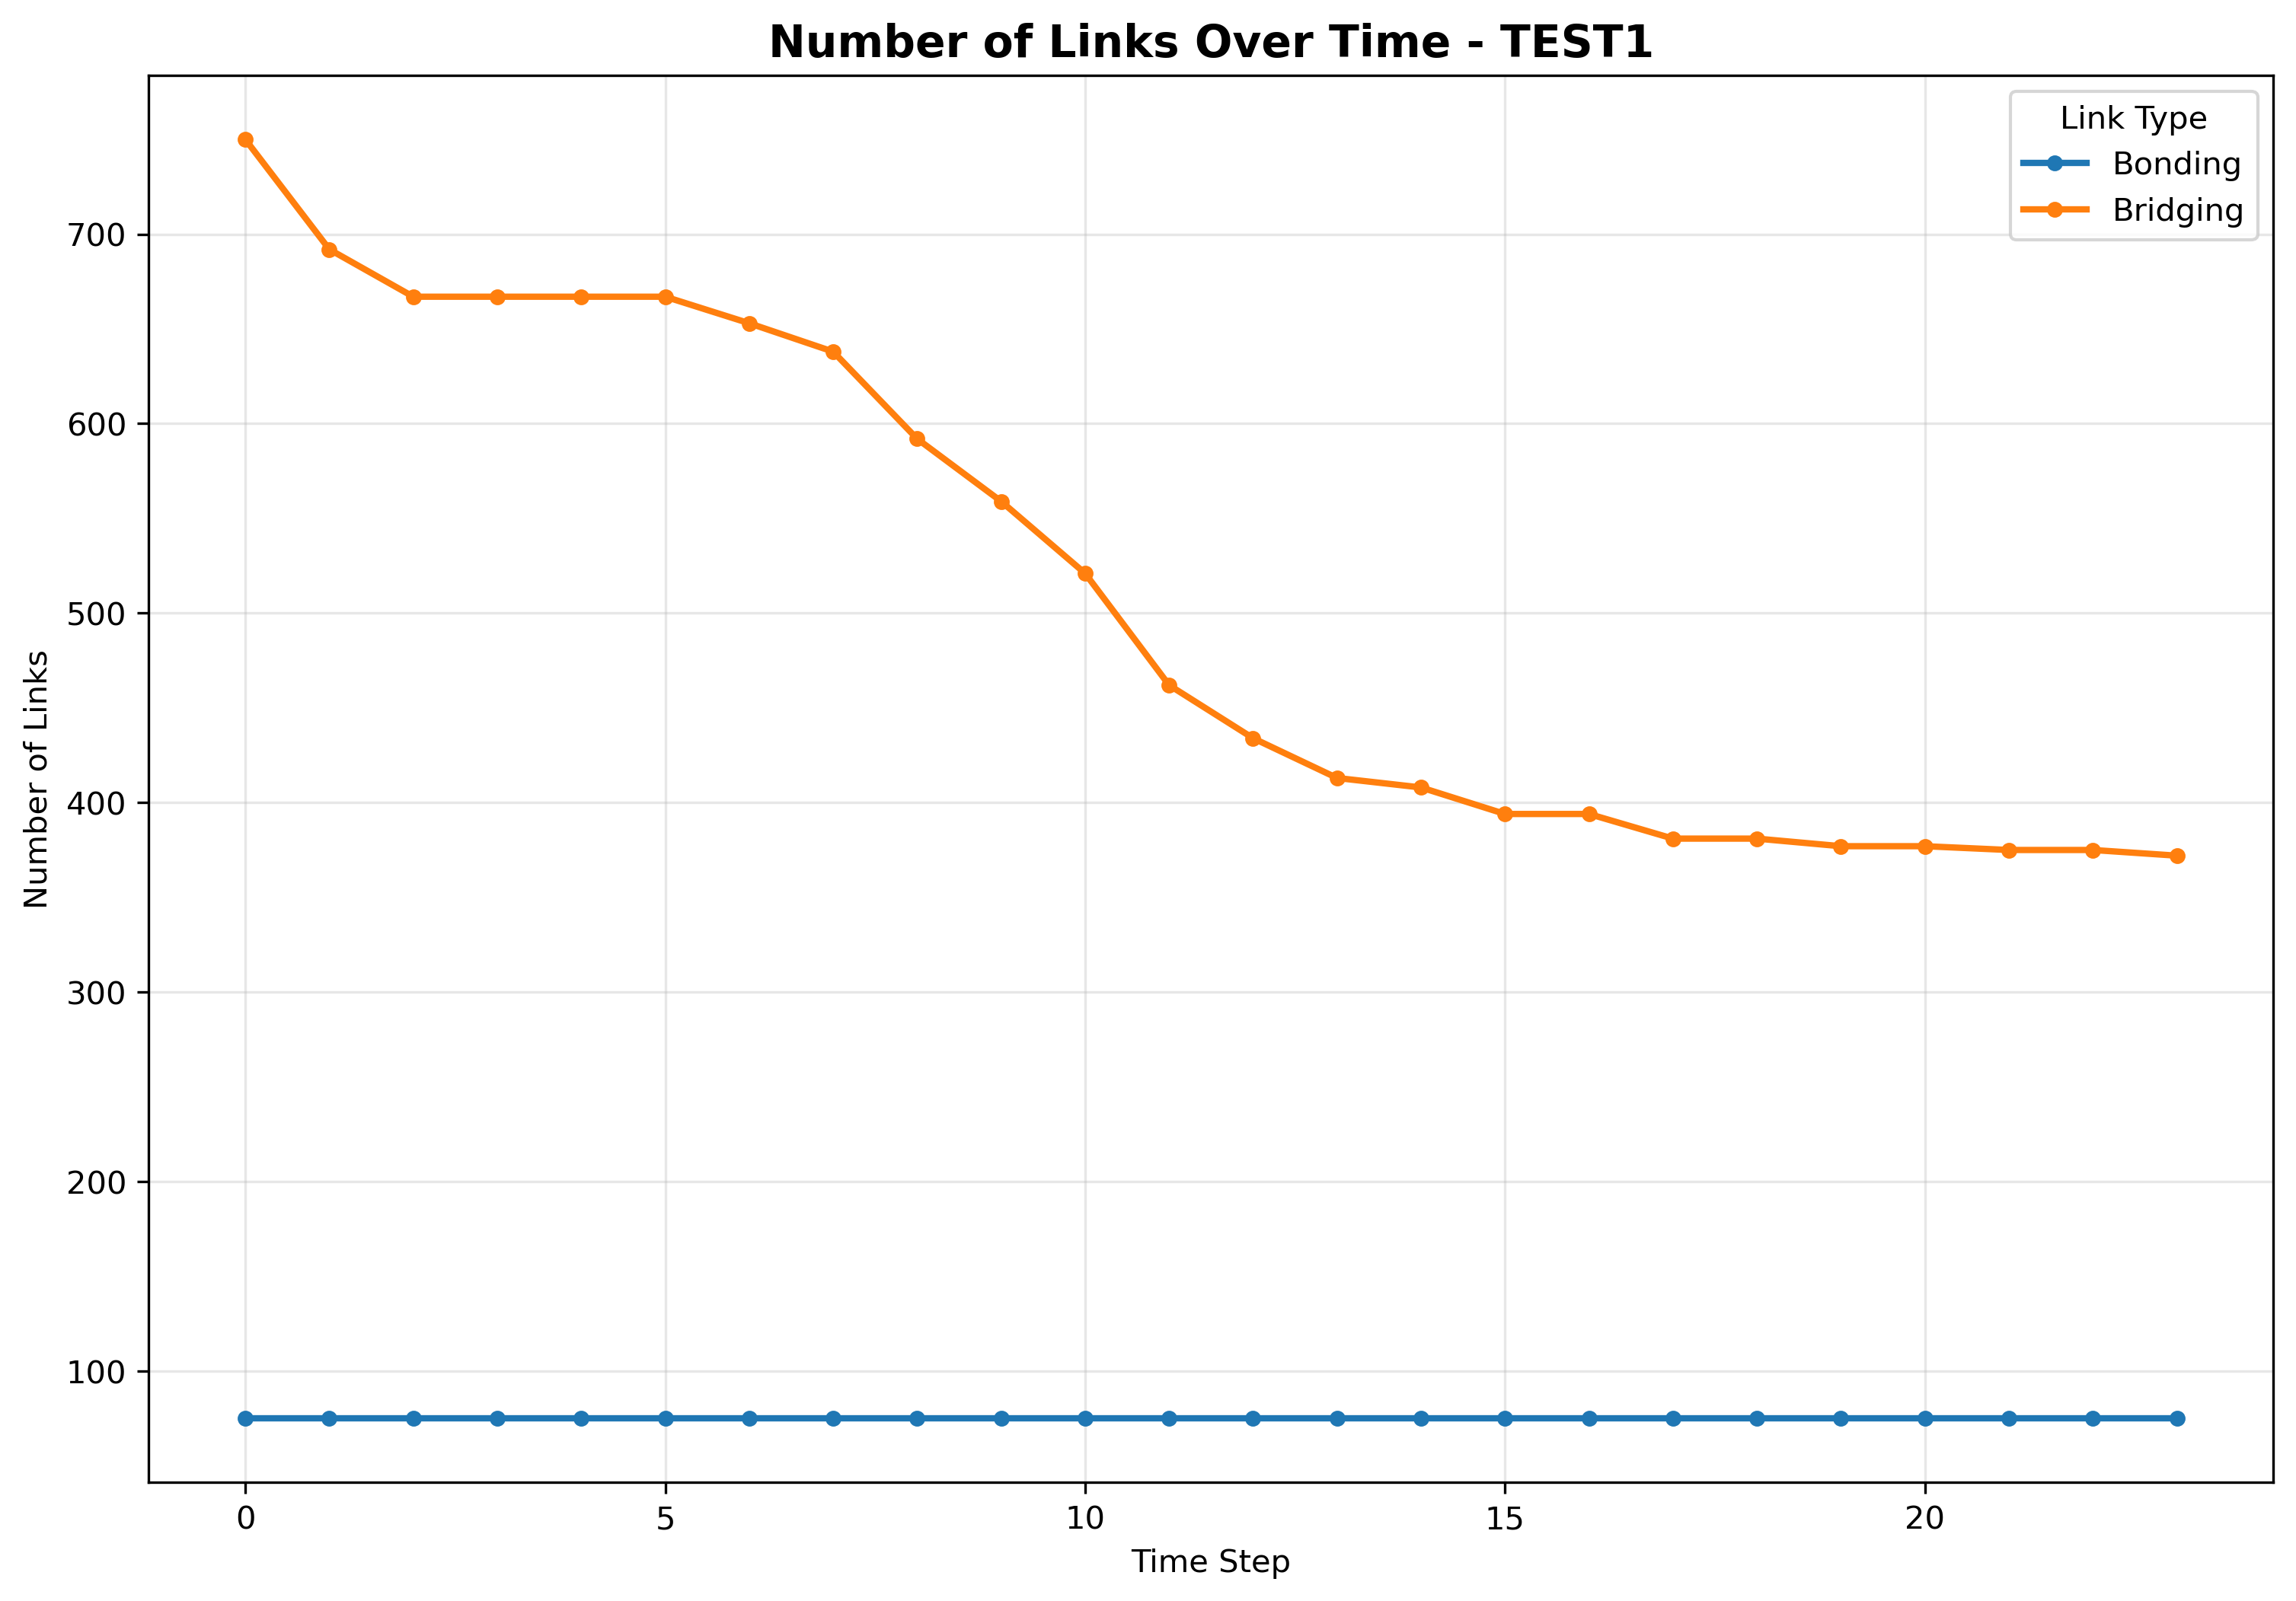 Number of Links Over Time - TEST1
Link Type
Bonding
Bridging
700
600
500
400
300
200
100
Number of Links
0 5 10 15 20
Time Step